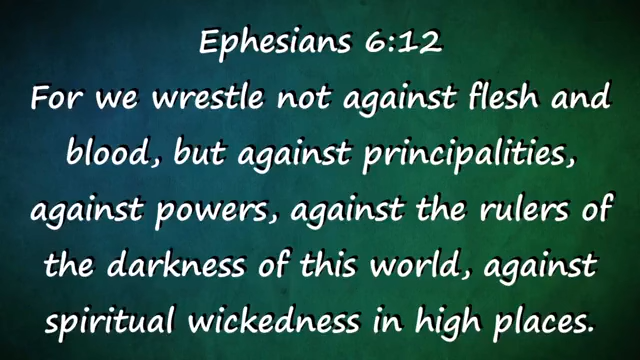 Ephesians 6:12
For we wrestle not against flesh and
blood, but against principalities,
against powers, against the rulers of
the darkness of this world, against
spiritual wickedness in high places.